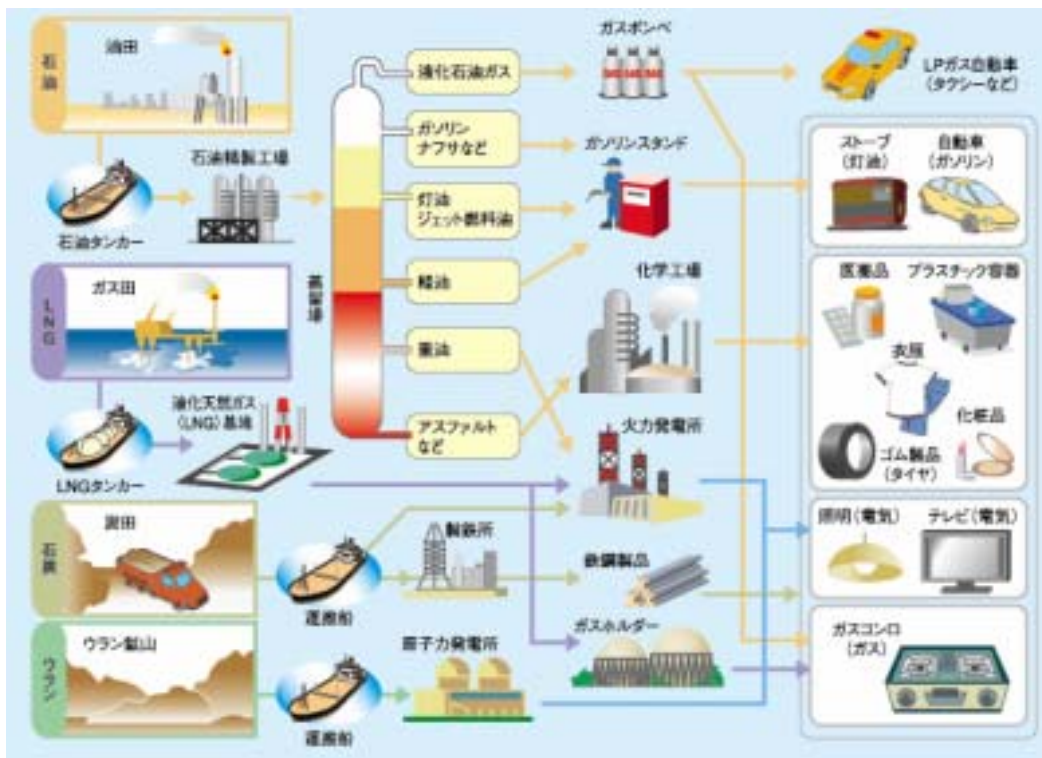 石油
油田
石油タンカー
石油精製工場
蒸留塔
液化石油ガス
ガソリン
ナフサなど
灯油
ジェット燃料油
軽油
重油
アスファルト
など
ガスボンベ
LPガス自動車
(タクシーなど)
ガソリンスタンド
ストーブ
(灯油)
自動車
(ガソリン)
化学工場
医薬品
プラスチック容器
衣服
化粧品
ゴム製品
(タイヤ)
LNG
ガス田
LNGタンカー
液化天然ガス
(LNG)基地
火力発電所
照明(電気)
テレビ(電気)
石炭
炭田
運搬船
製鉄所
鉄鋼製品
ガスホルダー
ガスコンロ
(ガス)
ウラン
ウラン鉱山
運搬船
原子力発電所